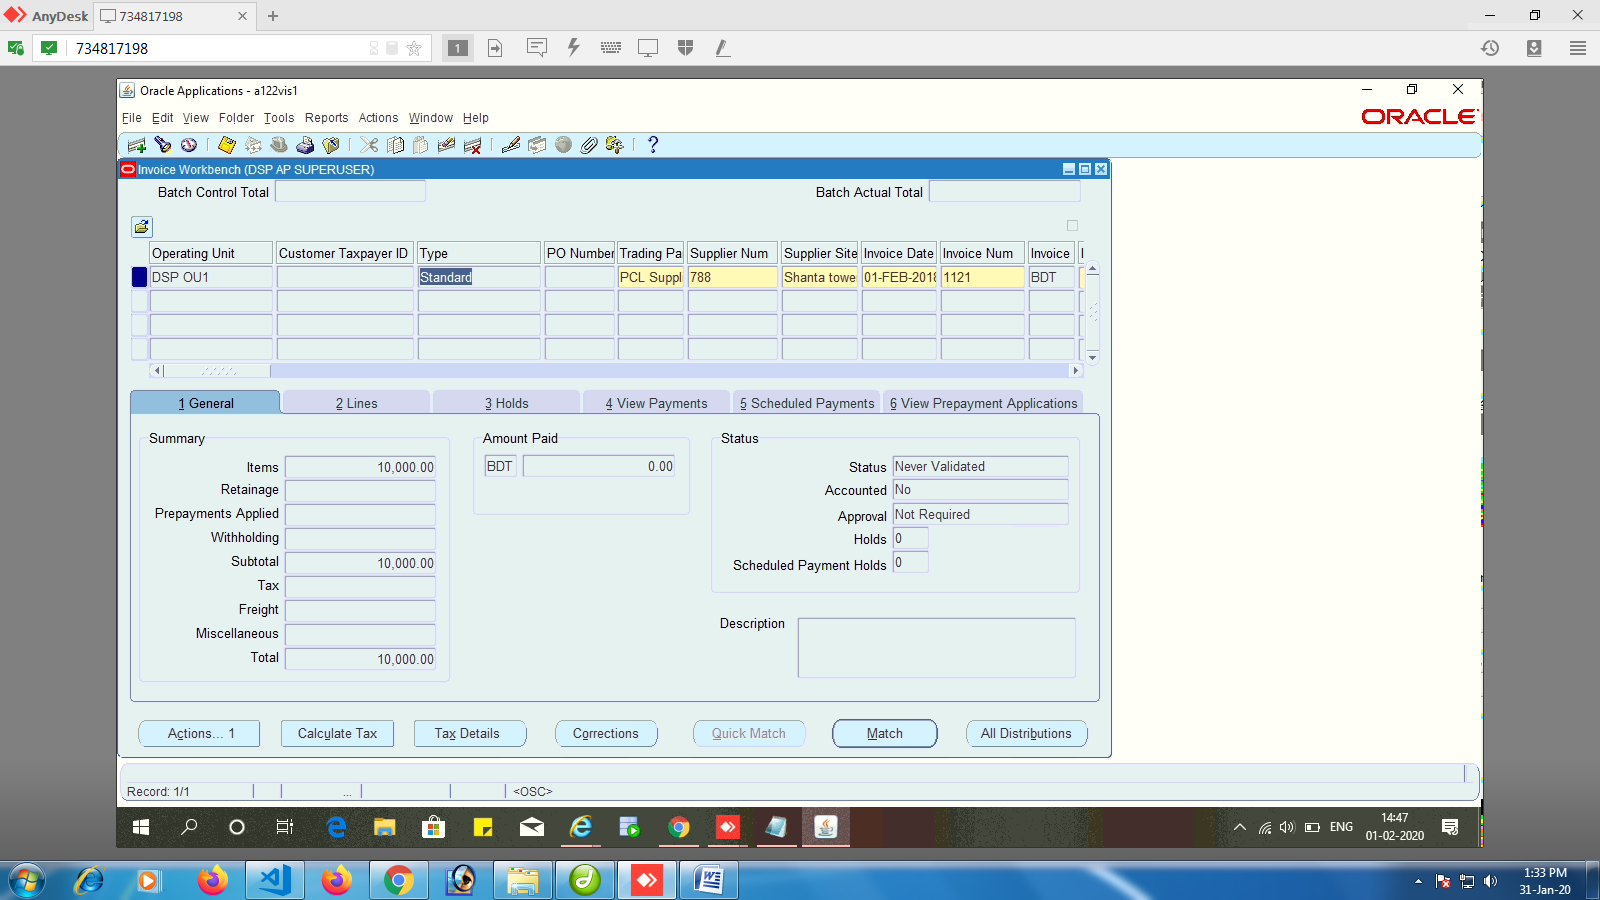 AnyDesk 734817198
734817198 1
Oracle Applications - a122vis1
File Edit View Folder Tools Reports Actions Window Help
ORACLE
Invoice Workbench (DSP AP SUPERUSER)
Batch Control Total Batch Actual Total
Operating Unit Customer Taxpayer ID Type PO Number Trading Pa Supplier Num Supplier Site Invoice Date Invoice Num Invoice
DSP OU1 Standard PCL Suppl 788 Shanta towe 01-FEB-2018 1121 BDT
1 General 2 Lines 3 Holds 4 View Payments 5 Scheduled Payments 6 View Prepayment Applications
Summary Amount Paid Status
Items 10,000.00 BDT 0.00 Status Never Validated
Retainage Accounted No
Prepayments Applied Approval Not Required
Withholding Holds 0
Subtotal 10,000.00 Scheduled Payment Holds 0
Tax
Freight
Miscellaneous Description
Total 10,000.00
Actions... 1 Calculate Tax Tax Details Corrections Quick Match Match All Distributions
Record: 1/1 ... <OSC>
ENG 14:47
01-02-2020
1:33 PM
31-Jan-20